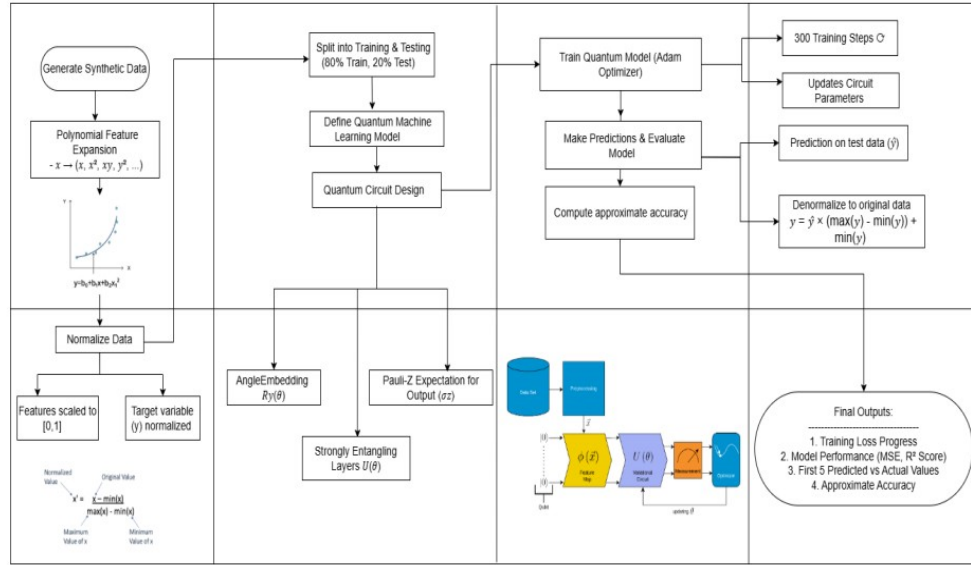 Generate Synthetic Data
Polynomial Feature
Expansion
- x → (x, x², xy, y², ...)
Y
X
y=b₀+b₁x+b₂x₁²
Normalize Data
Features scaled to
[0,1]
Target variable
(y) normalized
Normalized
Value
Original Value
x' = x – min(x)
max(x) - min(x)
Maximum
Value of x
Minimum
Value of x
Split into Training & Testing
(80% Train, 20% Test)
Define Quantum Machine
Learning Model
Quantum Circuit Design
AngleEmbedding
Ry(θ)
Strongly Entangling
Layers U(θ)
Pauli-Z Expectation for
Output (σz)
Train Quantum Model (Adam
Optimizer)
Make Predictions & Evaluate
Model
Compute approximate accuracy
Data Set
Preprocessing
x⃗
|0⟩
|0⟩
Qubit
ϕ(x⃗)
Feature
Map
U(θ)
Variational
Circuit
Measurement
Optimizer
updating θ⃗
300 Training Steps ↻
Updates Circuit
Parameters
Prediction on test data (ŷ)
Denormalize to original data
y = ŷ × (max(y) - min(y)) +
min(y)
Final Outputs:
----------------------------------
1. Training Loss Progress
2. Model Performance (MSE, R² Score)
3. First 5 Predicted vs Actual Values
4. Approximate Accuracy